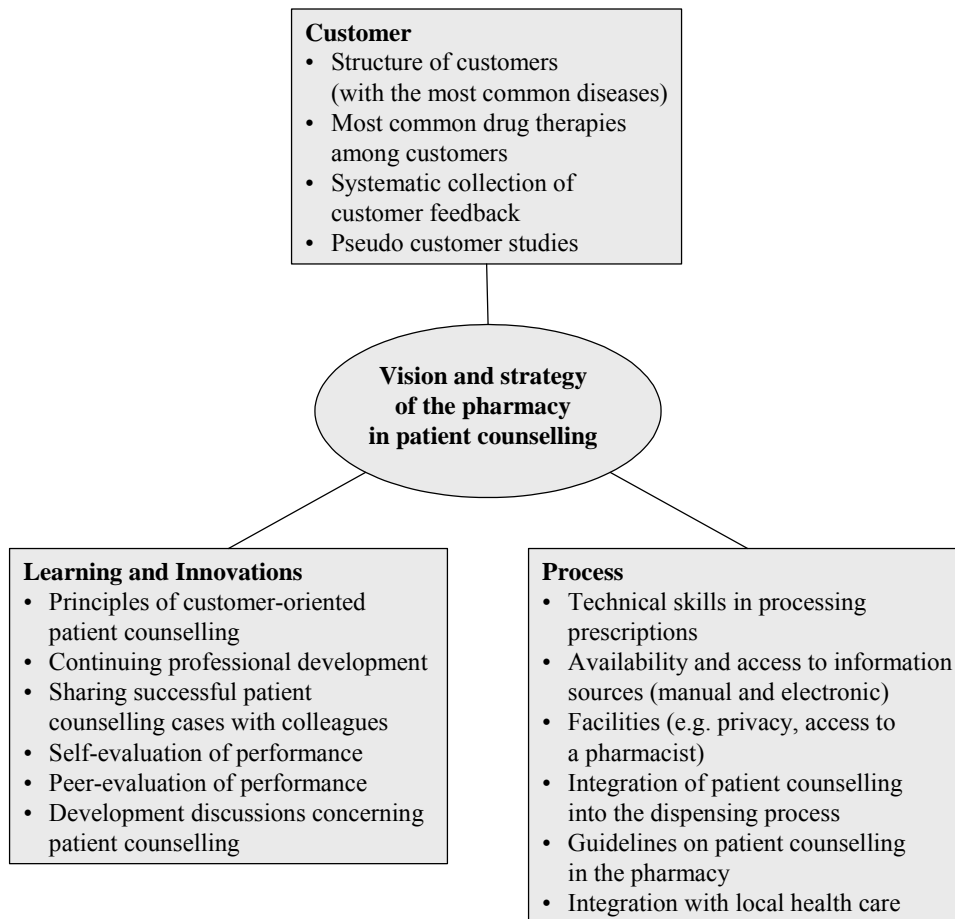 Customer
• Structure of customers
(with the most common diseases)
• Most common drug therapies
among customers
• Systematic collection of
customer feedback
• Pseudo customer studies
Vision and strategy
of the pharmacy
in patient counselling
Learning and Innovations
• Principles of customer-oriented
patient counselling
• Continuing professional development
• Sharing successful patient
counselling cases with colleagues
• Self-evaluation of performance
• Peer-evaluation of performance
• Development discussions concerning
patient counselling
Process
• Technical skills in processing
prescriptions
• Availability and access to information
sources (manual and electronic)
• Facilities (e.g. privacy, access to
a pharmacist)
• Integration of patient counselling
into the dispensing process
• Guidelines on patient counselling
in the pharmacy
• Integration with local health care